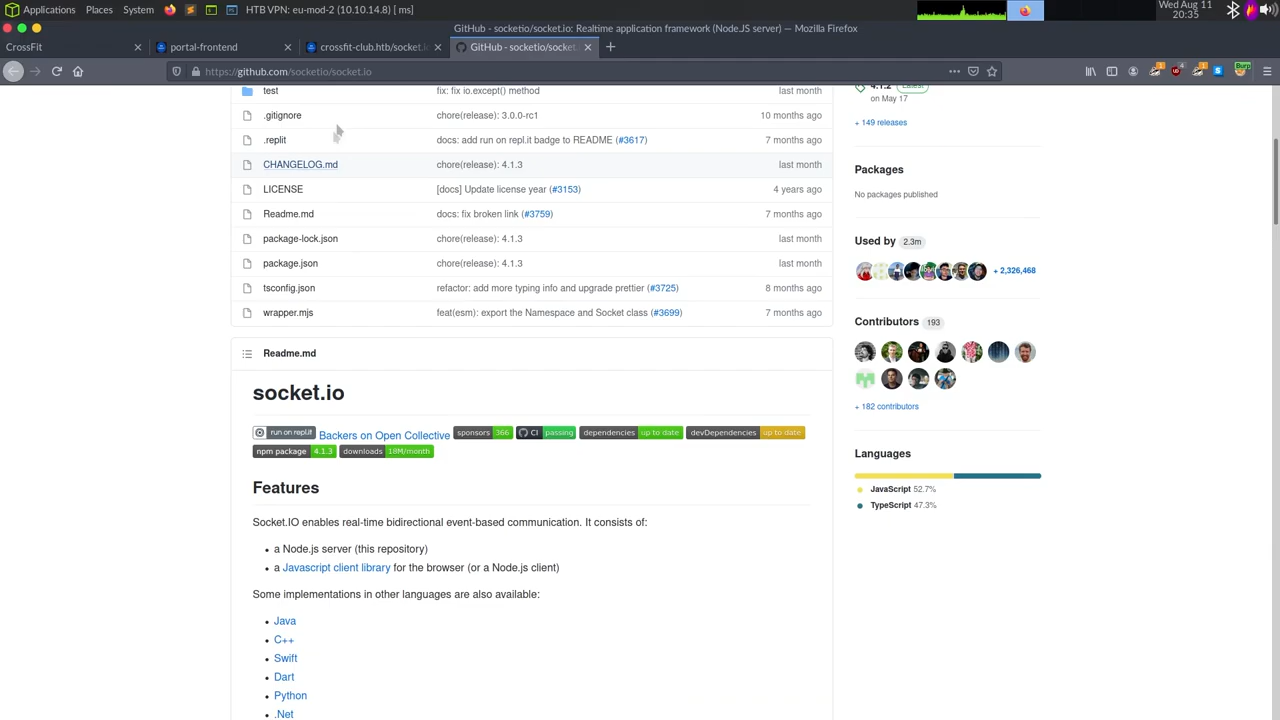 Applications Places System HTB VPN: eu-mod-2 (10.10.14.8) [ms] Wed Aug 11
20:35
GitHub - socketio/socket.io: Realtime application framework (Node.JS server) — Mozilla Firefox
CrossFit portal-frontend crossfit-club.htb/socket.io GitHub - socketio/socket
https://github.com/socketio/socket.io Burp
test fix: fix io.except() method last month
.gitignore chore(release): 3.0.0-rc1 10 months ago
.replit docs: add run on repl.it badge to README (#3617) 7 months ago
CHANGELOG.md chore(release): 4.1.3 last month
LICENSE [docs] Update license year (#3153) 4 years ago
Readme.md docs: fix broken link (#3759) 7 months ago
package-lock.json chore(release): 4.1.3 last month
package.json chore(release): 4.1.3 last month
tsconfig.json refactor: add more typing info and upgrade prettier (#3725) 8 months ago
wrapper.mjs feat(esm): export the Namespace and Socket class (#3699) 7 months ago
Readme.md
socket.io
run on repl.it Backers on Open Collective sponsors 366 CI passing dependencies up to date devDependencies up to date
npm package 4.1.3 downloads 18M/month
Features
Socket.IO enables real-time bidirectional event-based communication. It consists of:
• a Node.js server (this repository)
• a Javascript client library for the browser (or a Node.js client)
Some implementations in other languages are also available:
• Java
• C++
• Swift
• Dart
• Python
• .Net
4.1.2 Latest
on May 17
+ 149 releases
Packages
No packages published
Used by 2.3m
+ 2,326,468
Contributors 193
+ 182 contributors
Languages
JavaScript 52.7%
TypeScript 47.3%